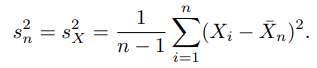 s_n^2 = s_X^2 = \frac{1}{n-1} \sum_{i=1}^{n} (X_i - \bar{X}_n)^2.